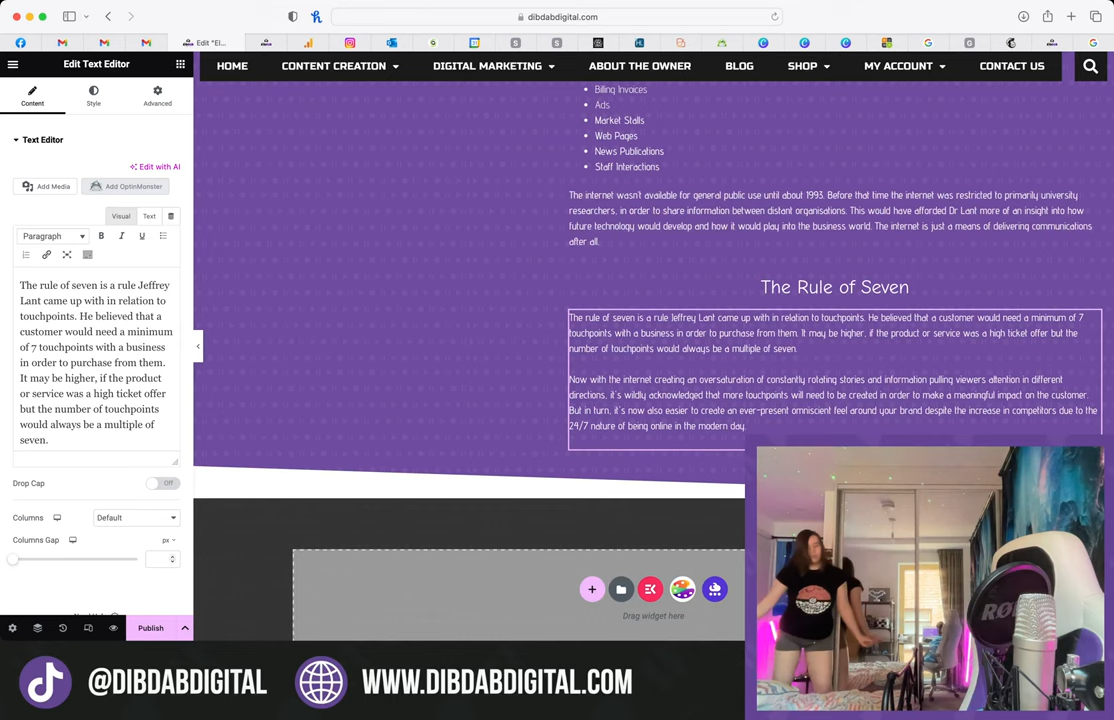 dibdabdigital.com
Edit "El...
Edit Text Editor
HOME
CONTENT CREATION
DIGITAL MARKETING
ABOUT THE OWNER
BLOG
SHOP
MY ACCOUNT
CONTACT US
Content
Style
Advanced
Text Editor
Edit with AI
Add Media
Add OptinMonster
Visual
Text
Paragraph
B
I
U
The rule of seven is a rule Jeffrey
Lant came up with in relation to
touchpoints. He believed that a
customer would need a minimum
of 7 touchpoints with a business
in order to purchase from them.
It may be higher, if the product
or service was a high ticket offer
but the number of touchpoints
would always be a multiple of
seven.
Drop Cap
Off
Columns
Default
Columns Gap
px
Publish
Billing Invoices
Ads
Market Stalls
Web Pages
News Publications
Staff Interactions
The internet wasn't available for general public use until about 1993. Before that time the internet was restricted to primarily university
researchers, in order to share information between distant organisations. This would have afforded Dr Lant more of an insight into how
future technology would develop and how it would play into the business world. The internet is just a means of delivering communications
after all.
The Rule of Seven
The rule of seven is a rule Jeffrey Lant came up with in relation to touchpoints. He believed that a customer would need a minimum of 7
touchpoints with a business in order to purchase from them. It may be higher, if the product or service was a high ticket offer but the
number of touchpoints would always be a multiple of seven.
Now with the internet creating an oversaturation of constantly rotating stories and information pulling viewers attention in different
directions, it's wildly acknowledged that more touchpoints will need to be created in order to make a meaningful impact on the customer.
But in turn, it's now also easier to create an ever-present omniscient feel around your brand despite the increase in competitors due to the
24/7 nature of being online in the modern day.
Drag widget here
RØDE
@DIBDABDIGITAL
WWW.DIBDABDIGITAL.COM